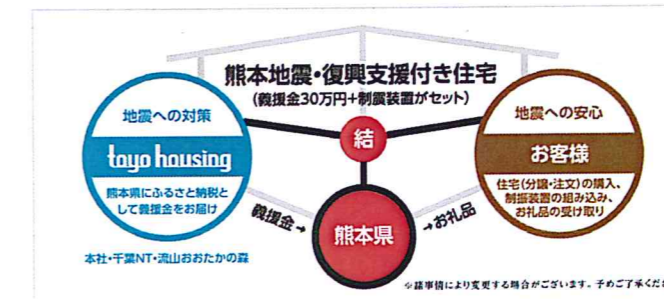 熊本地震・復興支援付き住宅
(義援金30万円+制震装置がセット)
地震への対策
toyo housing
熊本県にふるさと納税と
して義援金をお届け
本社・千葉NT・流山おおたかの森
結
地震への安心
お客様
住宅(分譲・注文)の購入、
制振装置の組み込み、
お礼品の受け取り
義援金→
熊本県
→お礼品
※諸事情により変更する場合がございます。予めご了承くだ